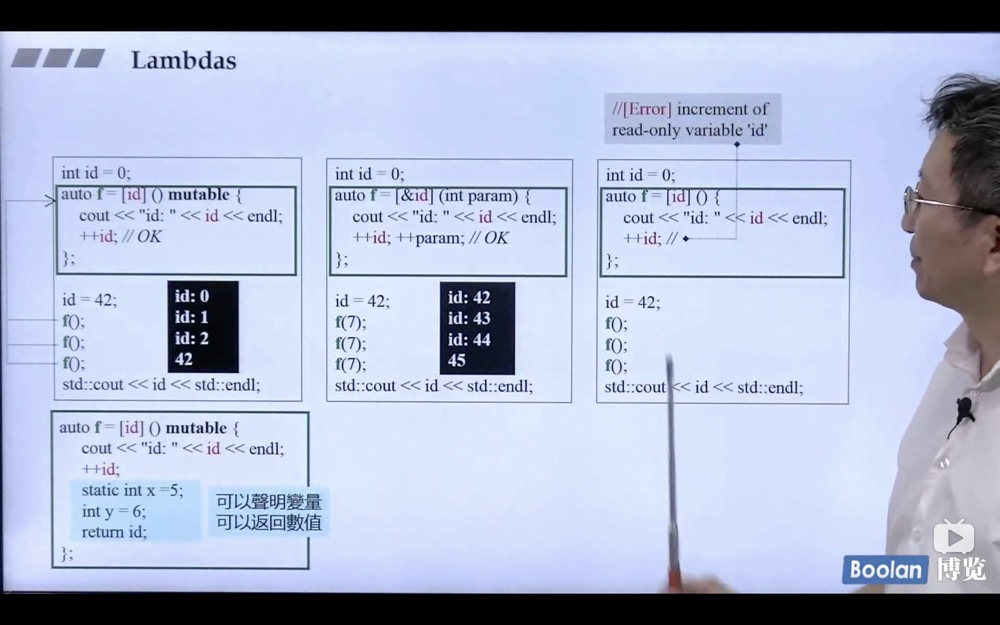 Lambdas
//[Error] increment of
read-only variable 'id'
int id = 0;
auto f = [id] () mutable {
cout << "id: " << id << endl;
++id; // OK
};
id = 42;
f();
f();
f();
std::cout << id << std::endl;
id: 0
id: 1
id: 2
42
int id = 0;
auto f = [&id] (int param) {
cout << "id: " << id << endl;
++id; ++param; // OK
};
id = 42;
f(7);
f(7);
f(7);
std::cout << id << std::endl;
id: 42
id: 43
id: 44
45
int id = 0;
auto f = [id] () {
cout << "id: " << id << endl;
++id; //
};
id = 42;
f();
f();
f();
std::cout << id << std::endl;
auto f = [id] () mutable {
cout << "id: " << id << endl;
++id;
static int x =5;
int y = 6;
return id;
};
可以聲明變量
可以返回數值
Boolan 博览